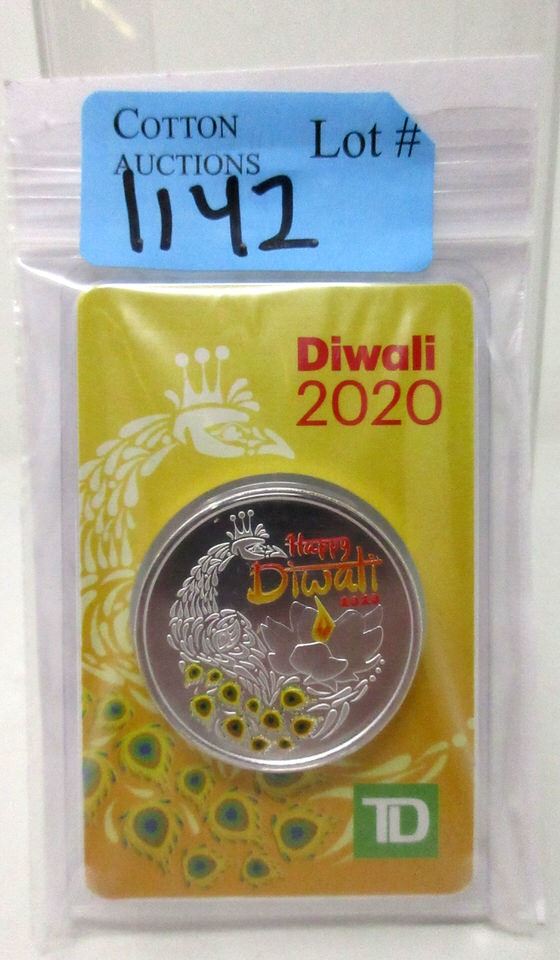 COTTON
AUCTIONS
Lot #
1142
Diwali
2020
Happy
Diwali
2020
TD